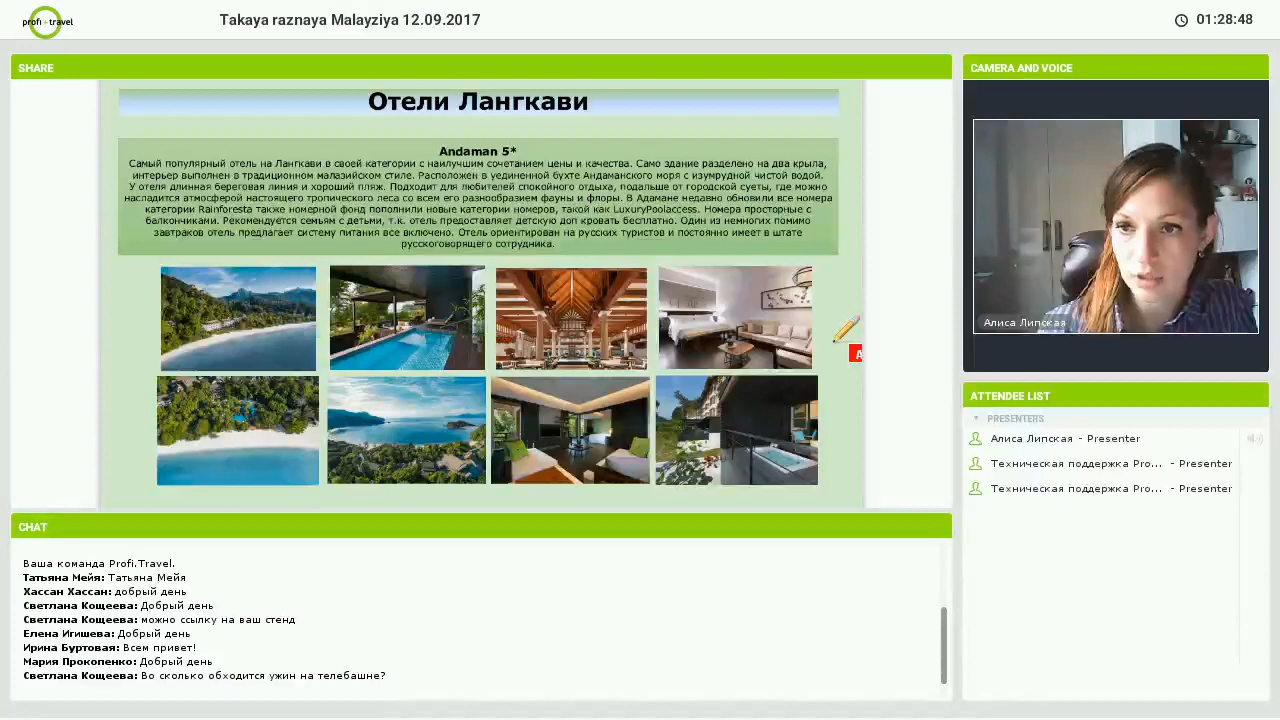 profi travel
Takaya raznaya Malayziya 12.09.2017
01:28:48
SHARE
Отели Лангкави
Andaman 5*
Самый популярный отель на Лангкави в своей категории с наилучшим сочетанием цены и качества. Само здание разделено на два крыла,
интерьер выполнен в традиционном малазийском стиле. Расположен в уединенной бухте Андаманского моря с изумрудной чистой водой.
У отеля длинная береговая линия и хороший пляж. Подходит для любителей спокойного отдыха, подальше от городской суеты, где можно
насладится атмосферой настоящего тропического леса со всем его разнообразием фауны и флоры. В Адамане недавно обновили все номера
категории Rainforestа также номерной фонд пополнили новые категории номеров, такой как LuxuryPoolaccess. Номера просторные с
балкончиками. Рекомендуется семьям с детьми, т.к. отель предоставляет детскую доп кровать бесплатно. Один из немногих помимо
завтраков отель предлагает систему питания все включено. Отель ориентирован на русских туристов и постоянно имеет в штате
русскоговорящего сотрудника.
A
CAMERA AND VOICE
Алиса Липская
ATTENDEE LIST
PRESENTERS
Алиса Липская - Presenter
Техническая поддержка Pro... - Presenter
Техническая поддержка Pro... - Presenter
CHAT
Ваша команда Profi.Travel.
Татьяна Мейя: Татьяна Мейя
Хассан Хассан: добрый день
Светлана Кощеева: Добрый день
Светлана Кощеева: можно ссылку на ваш стенд
Елена Игишева: Добрый день
Ирина Буртовая: Всем привет!
Мария Прокопенко: Добрый день
Светлана Кощеева: Во сколько обходится ужин на телебашне?